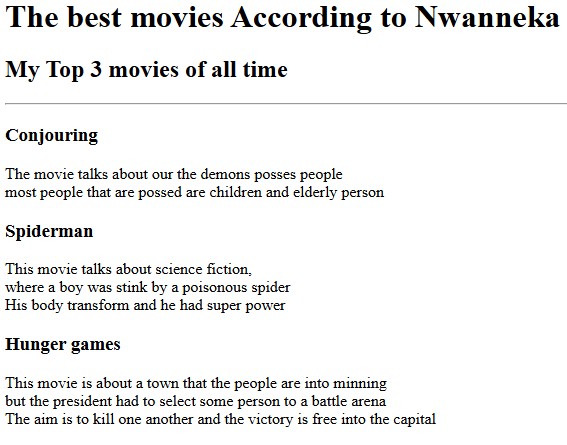 The best movies According to Nwanneka
My Top 3 movies of all time
Conjouring
The movie talks about our the demons posses people
most people that are possed are children and elderly person
Spiderman
This movie talks about science fiction,
where a boy was stink by a poisonous spider
His body transform and he had super power
Hunger games
This movie is about a town that the people are into minning
but the president had to select some person to a battle arena
The aim is to kill one another and the victory is free into the capital